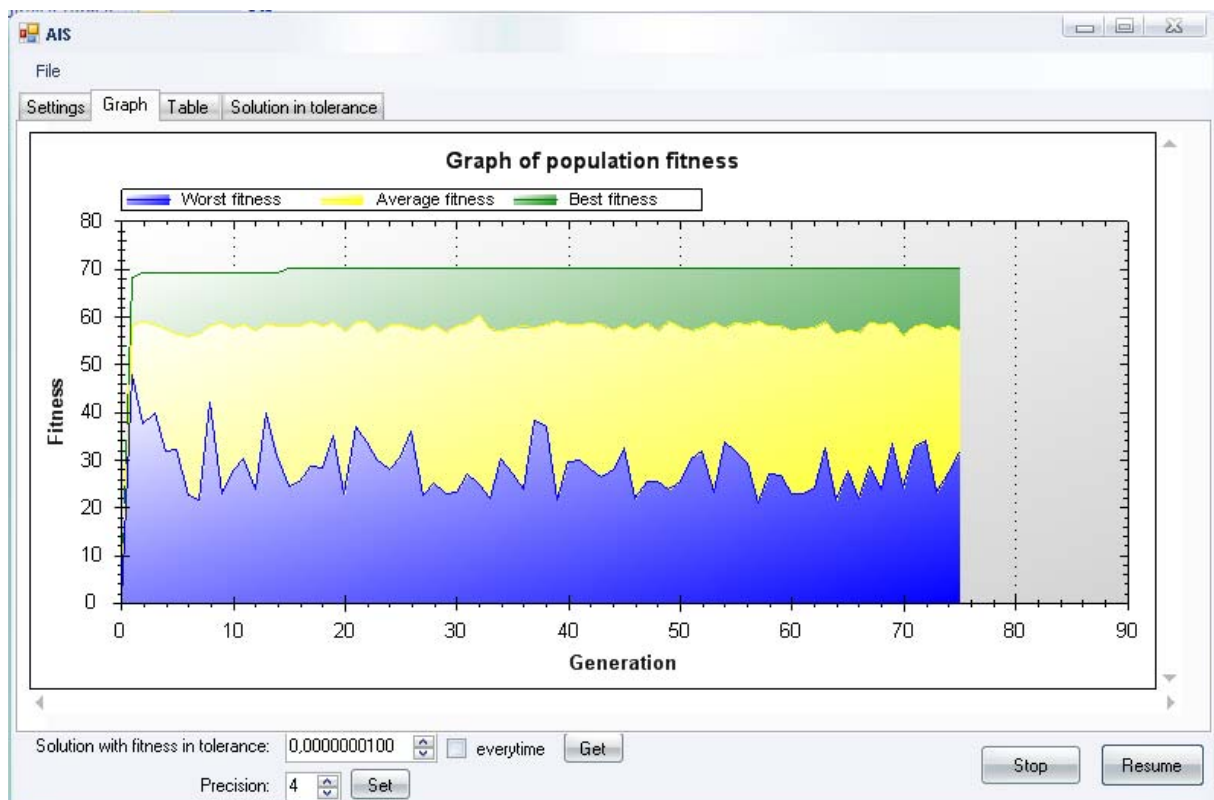 AIS
File
Settings Graph Table Solution in tolerance
Graph of population fitness
Worst fitness Average fitness Best fitness
80
70
60
50
40
30
20
10
0
Fitness
0 10 20 30 40 50 60 70 80 90
Generation
Solution with fitness in tolerance: 0,0000000100 everytime Get
Precision: 4 Set
Stop Resume